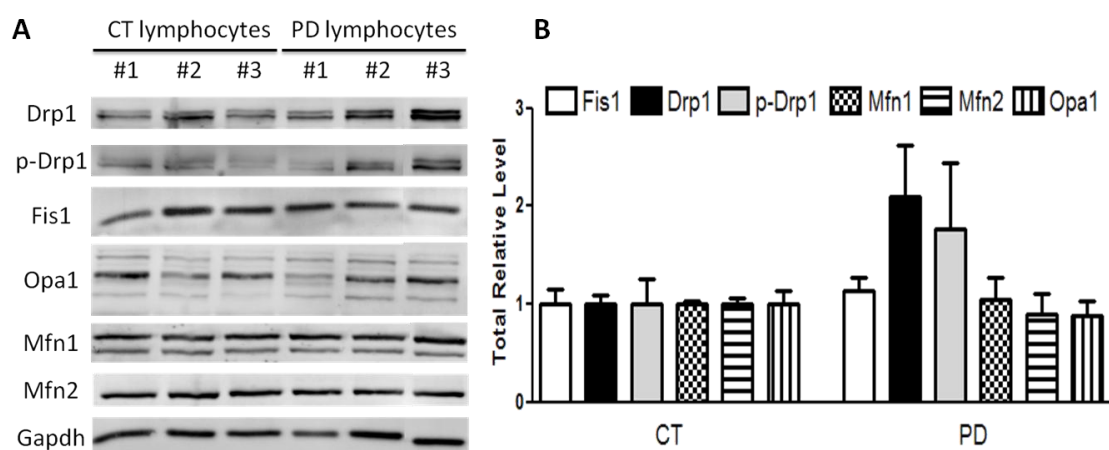 A
CT lymphocytes PD lymphocytes
#1 #2 #3 #1 #2 #3
Drp1
p-Drp1
Fis1
Opa1
Mfn1
Mfn2
Gapdh
B
Fis1 Drp1 p-Drp1 Mfn1 Mfn2 Opa1
Total Relative Level
3
2
1
0
CT PD